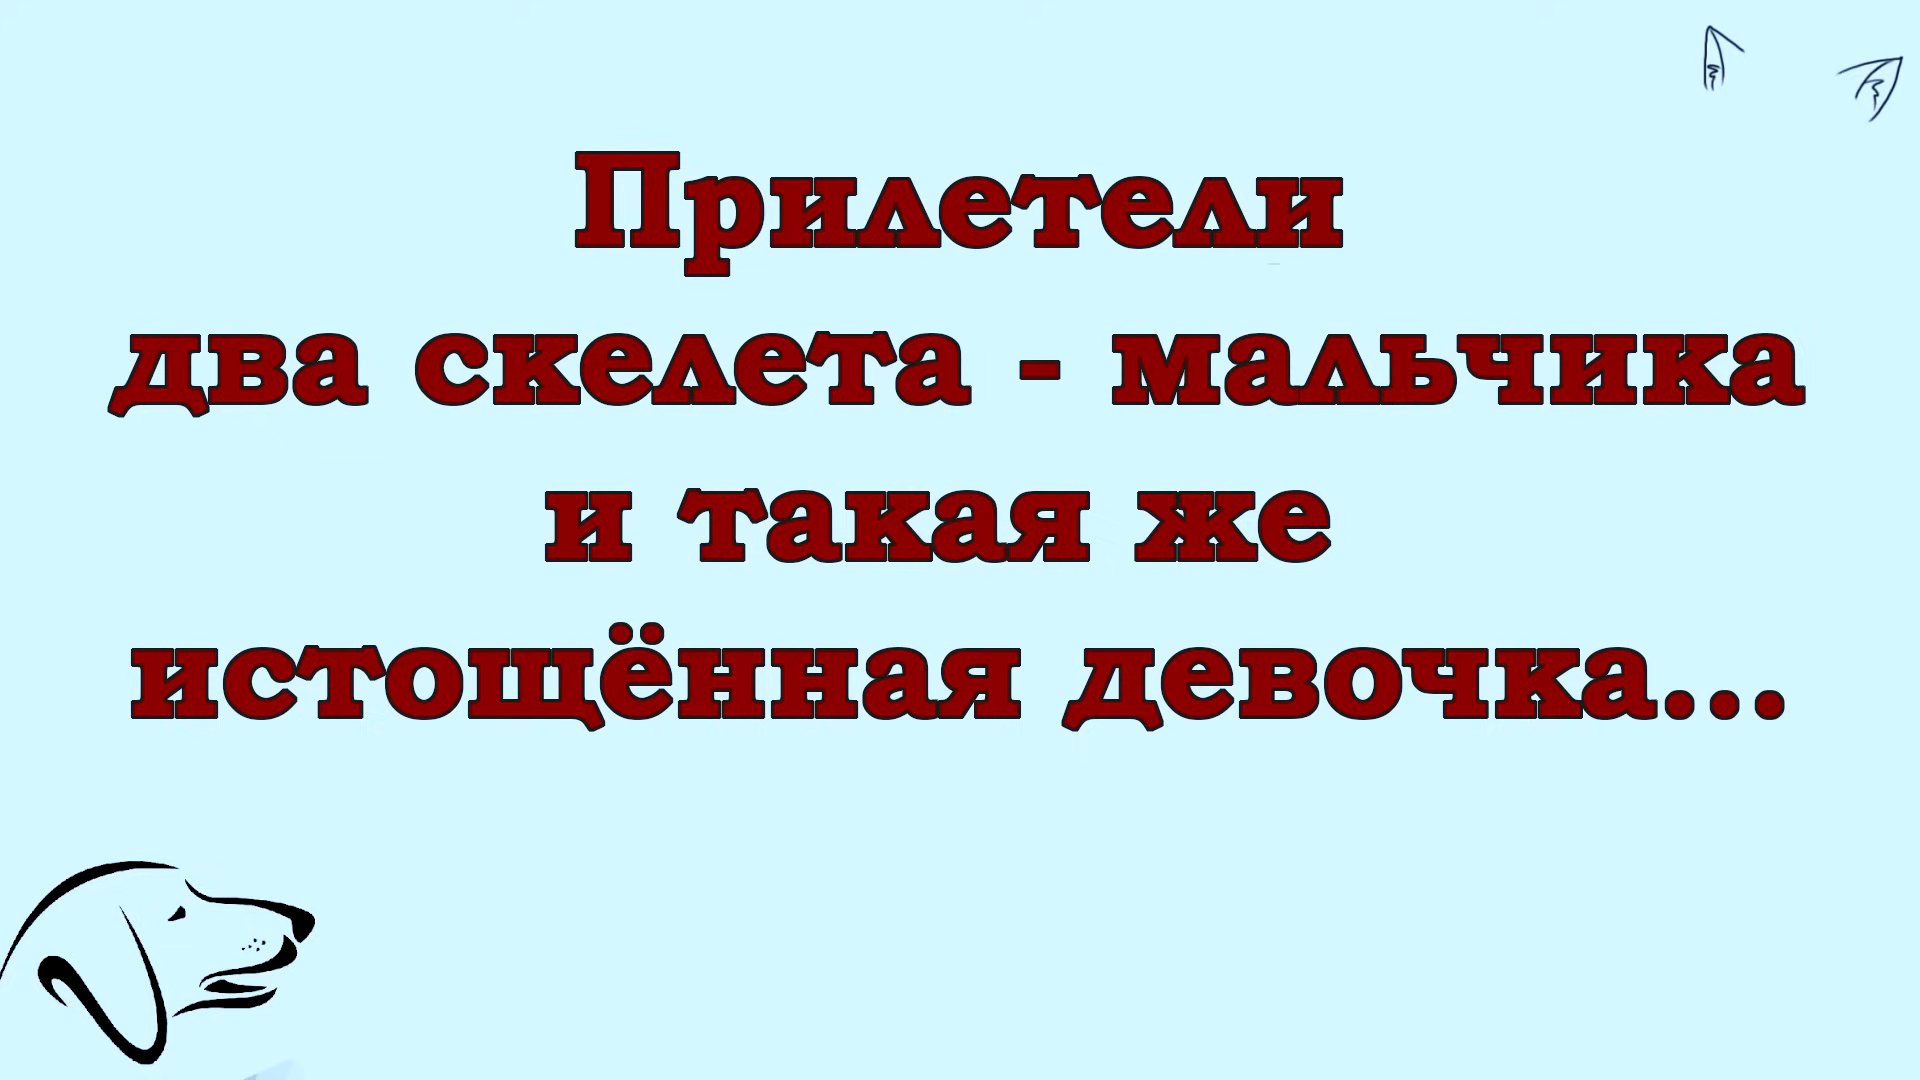 Прилетели
два скелета - мальчика
и такая же
истощённая девочка...